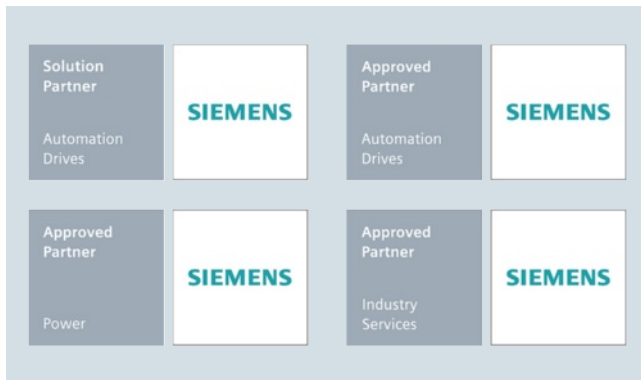 Solution
Partner
Automation
Drives
SIEMENS
Approved
Partner
Automation
Drives
SIEMENS
Approved
Partner
Power
SIEMENS
Approved
Partner
Industry
Services
SIEMENS